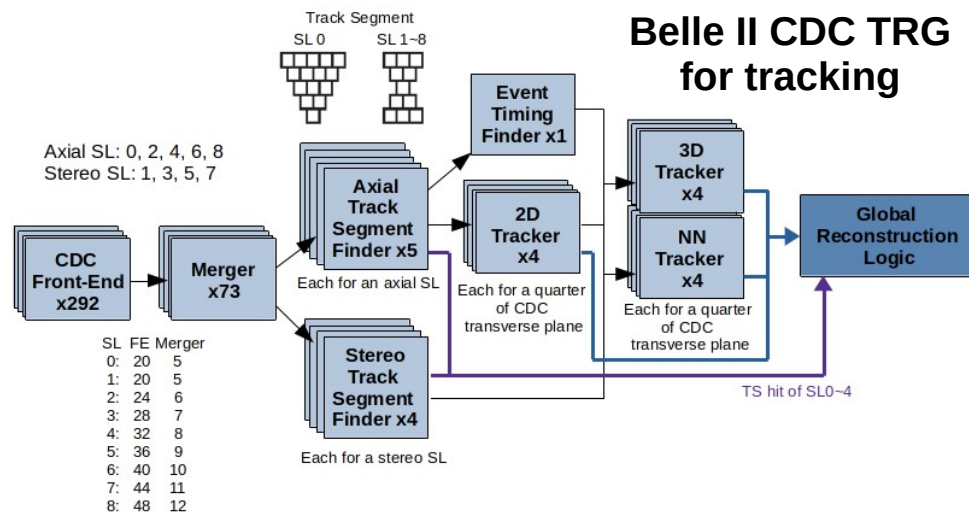 Belle II CDC TRG
for tracking
Track Segment
SL 0
SL 1~8
Axial SL: 0, 2, 4, 6, 8
Stereo SL: 1, 3, 5, 7
CDC
Front-End
x292
Merger
x73
Axial
Track
Segment
Finder x5
Each for an axial SL
Stereo
Track
Segment
Finder x4
Each for a stereo SL
Event
Timing
Finder x1
2D
Tracker
x4
Each for a quarter
of CDC
transverse plane
3D
Tracker
x4
NN
Tracker
x4
Each for a quarter
of CDC
transverse plane
Global
Reconstruction
Logic
TS hit of SL0~4
SL FE Merger
0: 20 5
1: 20 5
2: 24 6
3: 28 7
4: 32 8
5: 36 9
6: 40 10
7: 44 11
8: 48 12